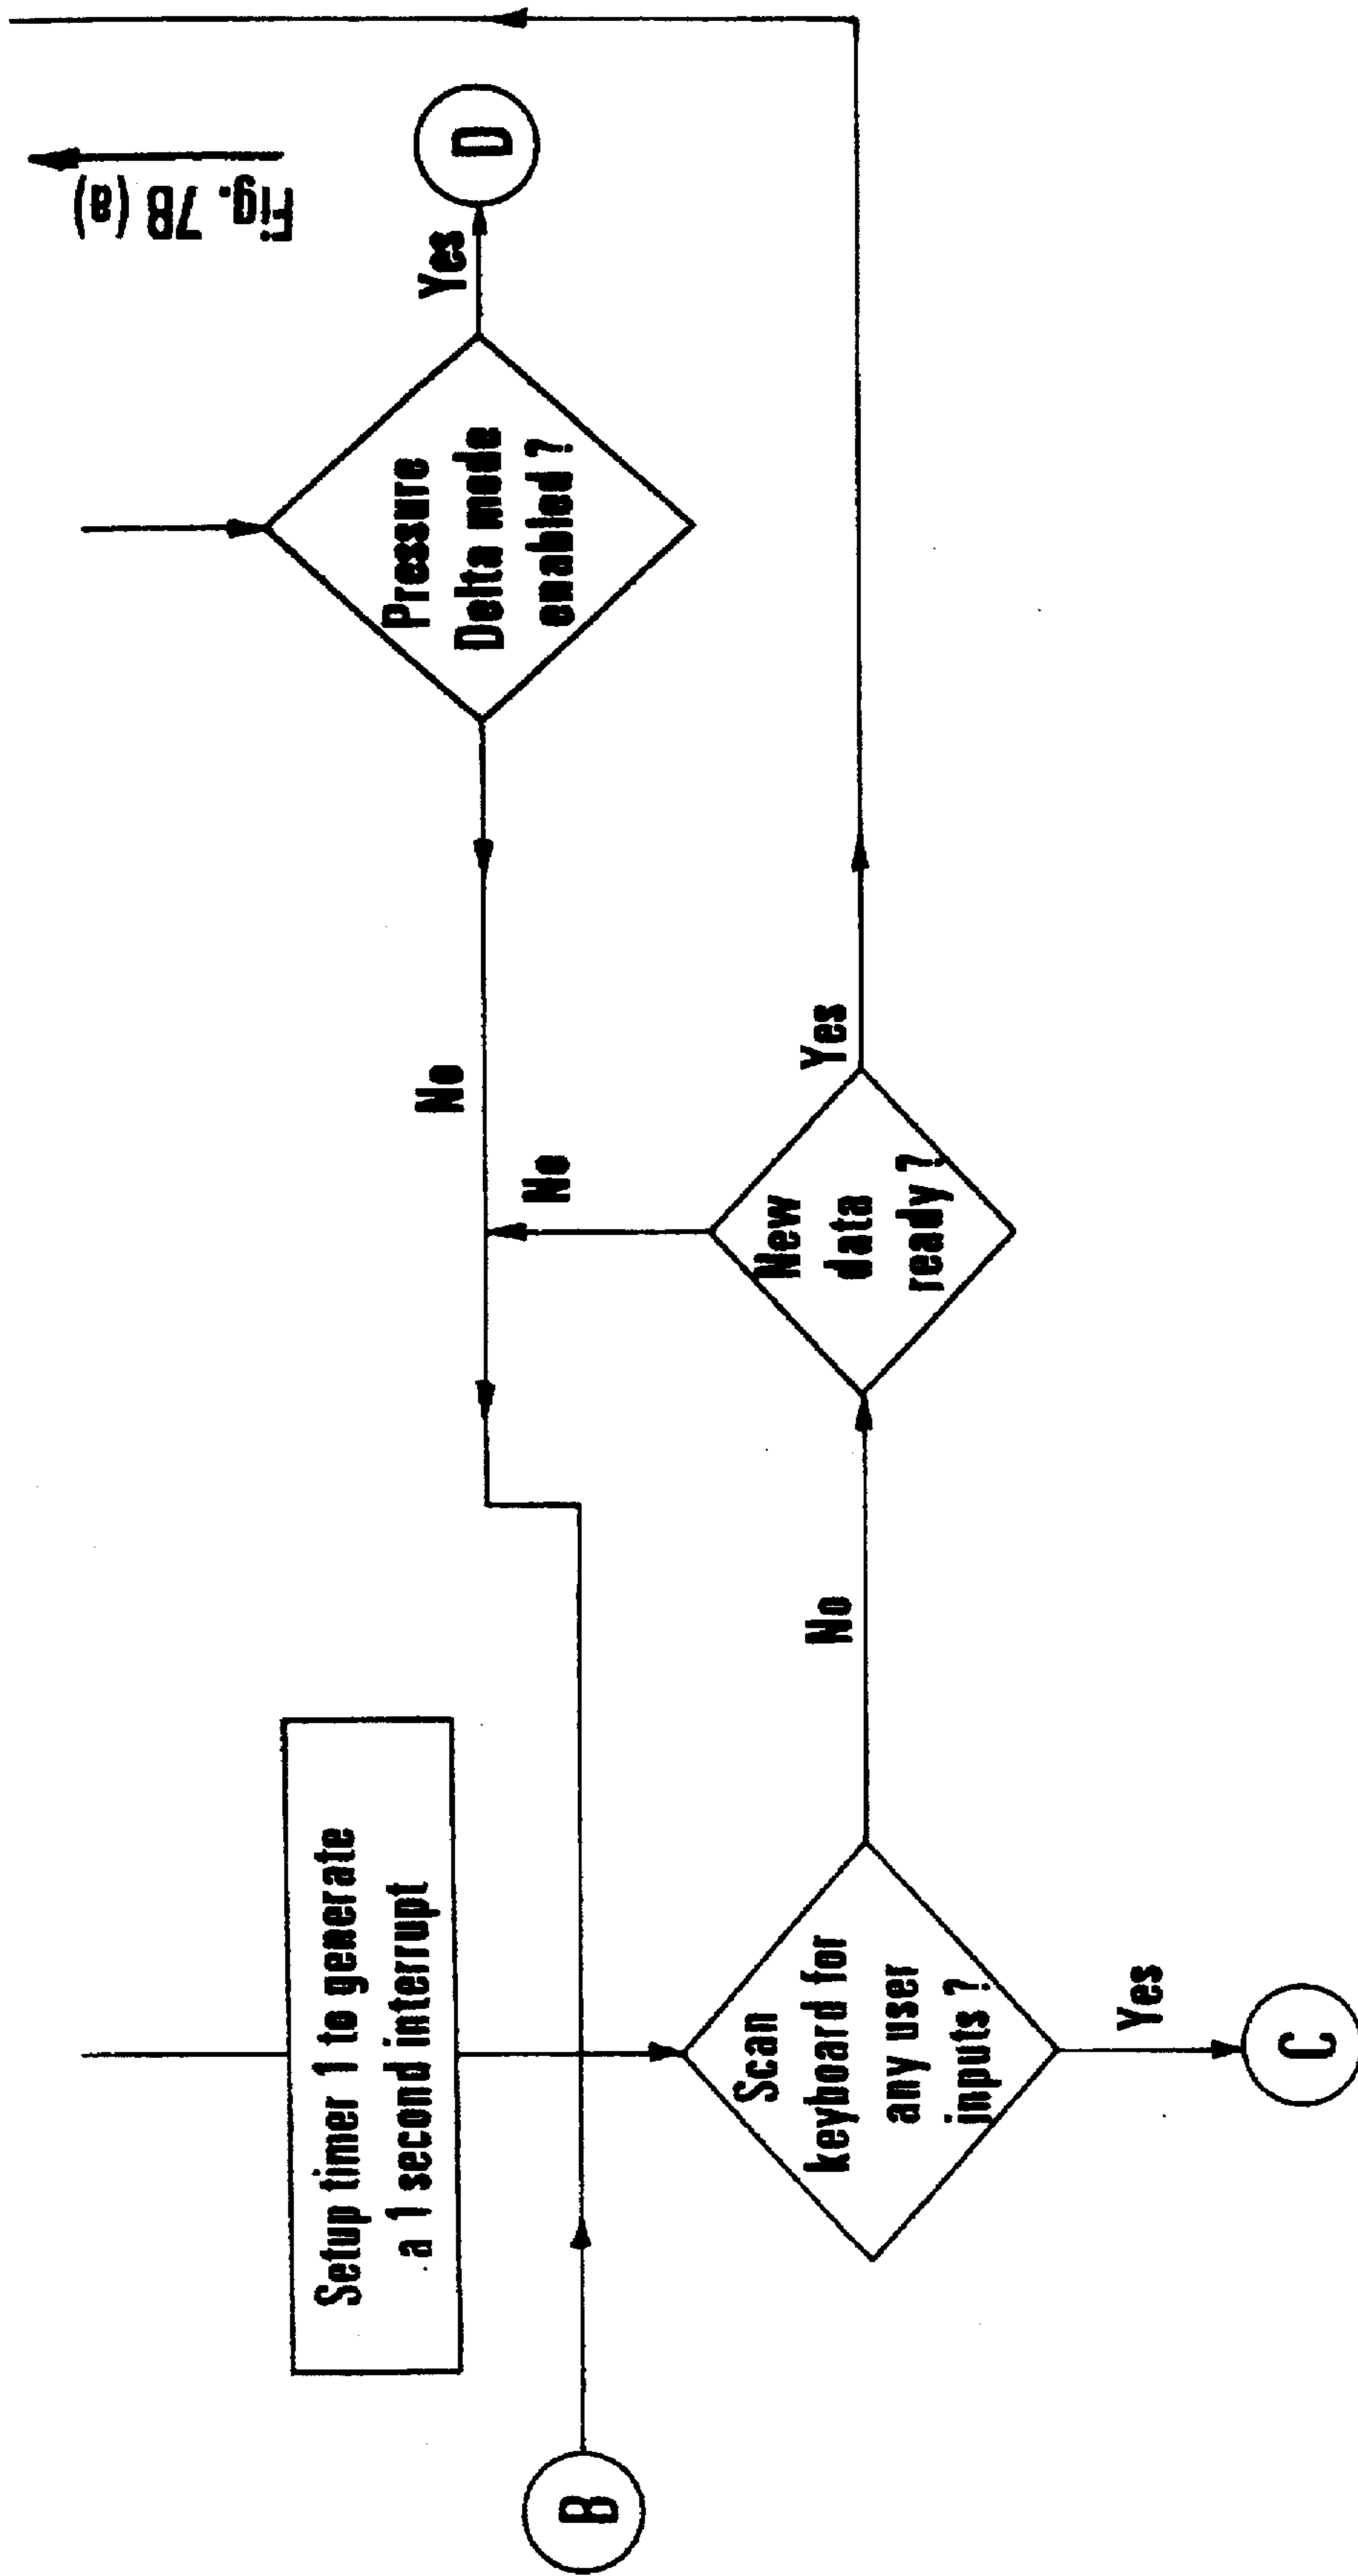 Fig. 7B (a)
Setup timer 1 to generate
a 1 second interrupt
Pressure
Delta mode
enabled ?
Yes
D
No
B
No
Scan
keyboard for
any user
inputs ?
No
New
data
ready ?
Yes
Yes
C